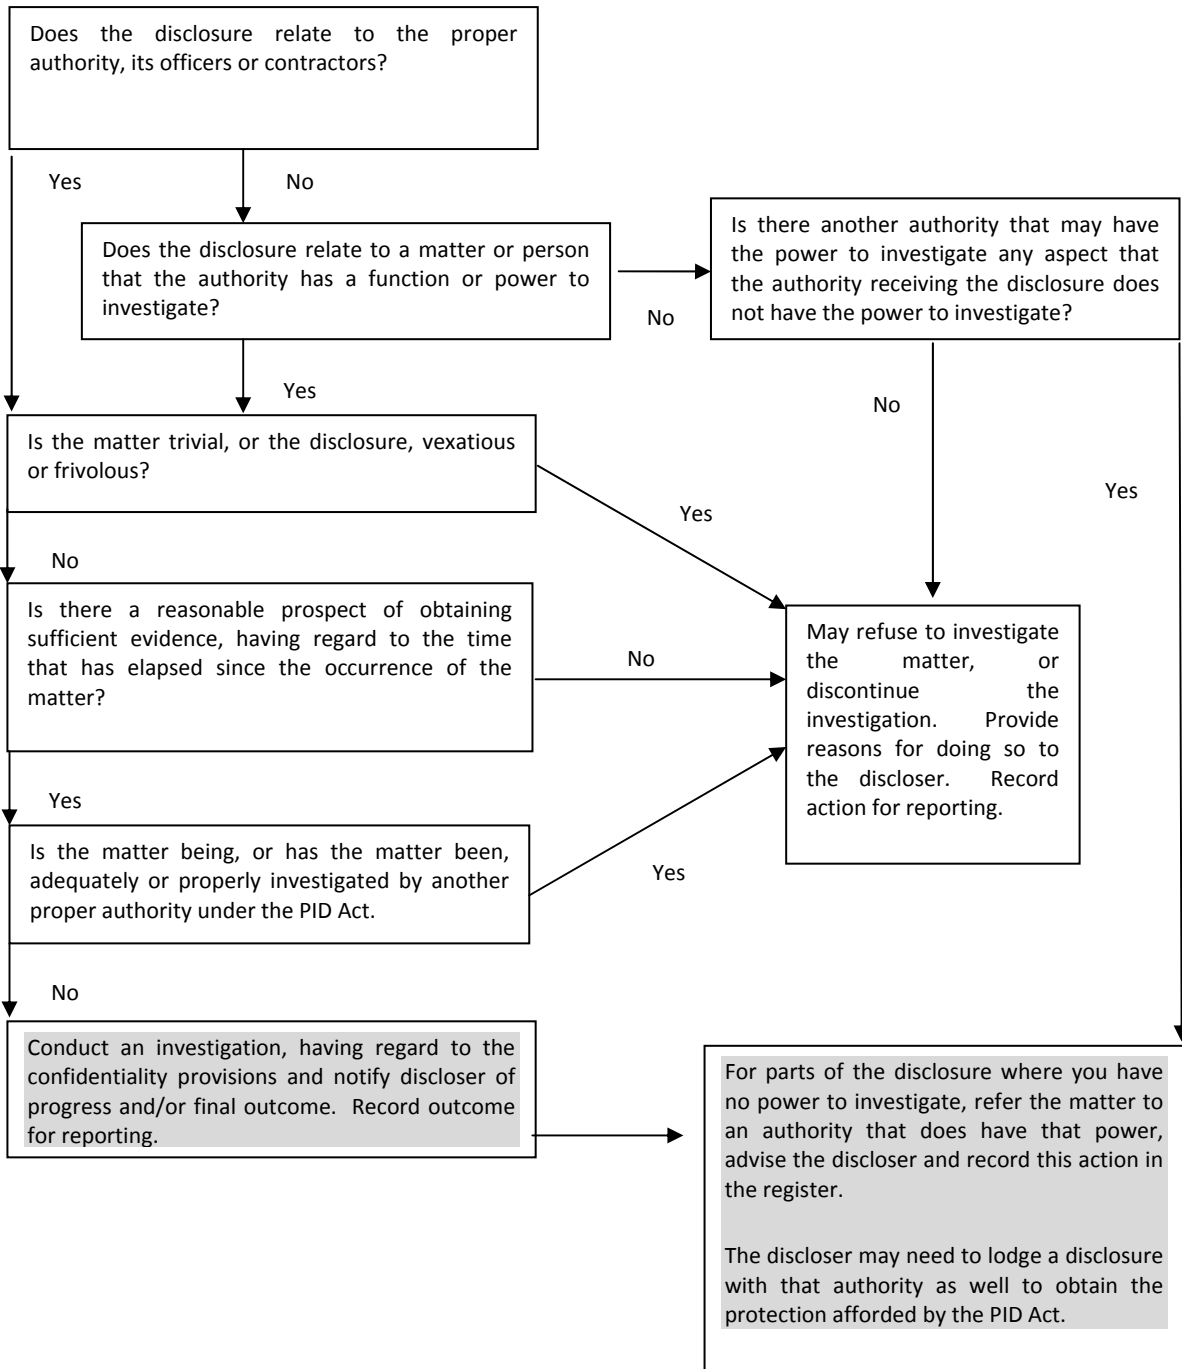 Does the disclosure relate to the proper
authority, its officers or contractors?
Yes
No
Does the disclosure relate to a matter or person
that the authority has a function or power to
investigate?
No
Is there another authority that may have
the power to investigate any aspect that
the authority receiving the disclosure does
not have the power to investigate?
Yes
No
Yes
Is the matter trivial, or the disclosure, vexatious
or frivolous?
Yes
No
Is there a reasonable prospect of obtaining
sufficient evidence, having regard to the time
that has elapsed since the occurrence of the
matter?
No
May refuse to investigate
the matter, or
discontinue the
investigation. Provide
reasons for doing so to
the discloser. Record
action for reporting.
Yes
Is the matter being, or has the matter been,
adequately or properly investigated by another
proper authority under the PID Act.
Yes
No
Conduct an investigation, having regard to the
confidentiality provisions and notify discloser of
progress and/or final outcome. Record outcome
for reporting.
For parts of the disclosure where you have
no power to investigate, refer the matter to
an authority that does have that power,
advise the discloser and record this action in
the register.
The discloser may need to lodge a disclosure
with that authority as well to obtain the
protection afforded by the PID Act.